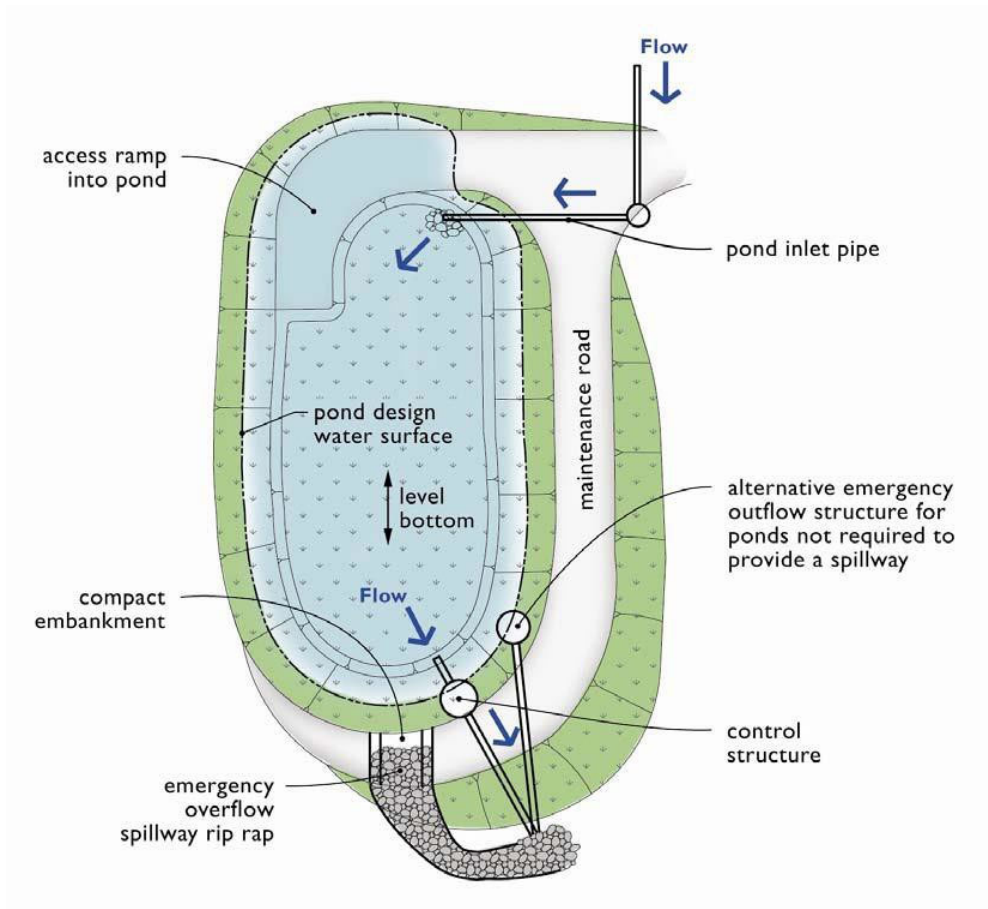 Flow
access ramp
into pond
pond inlet pipe
maintenance road
pond design
water surface
level
bottom
alternative emergency
outflow structure for
ponds not required to
provide a spillway
Flow
compact
embankment
control
structure
emergency
overflow
spillway rip rap